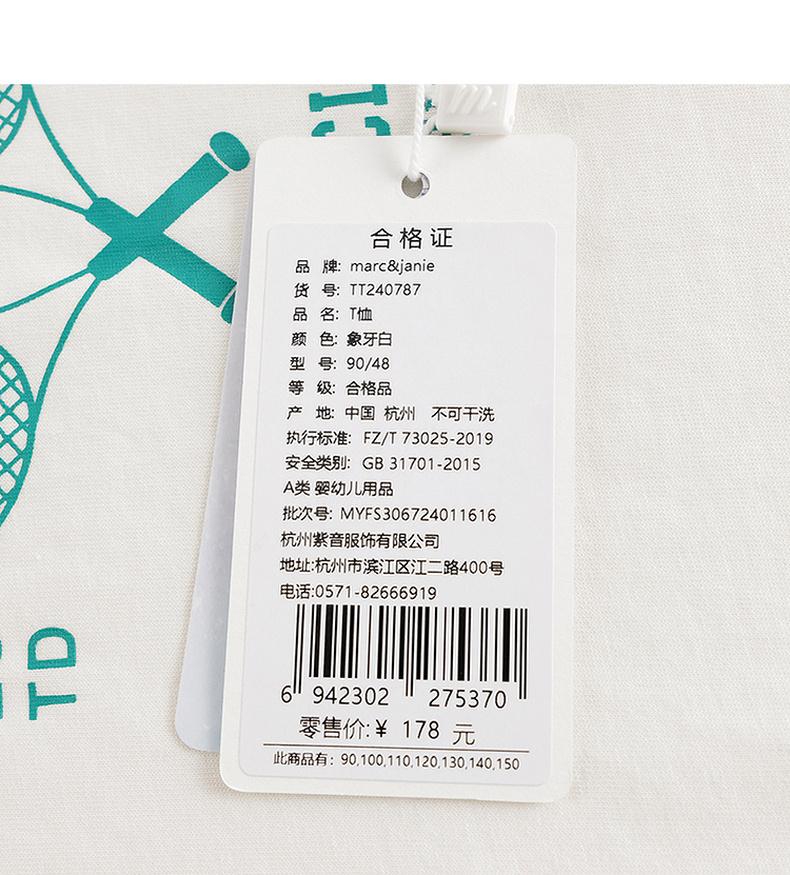 CL
合格证
品 牌: marc&janie
货 号: TT240787
品 名: T恤
颜 色: 象牙白
型 号: 90/48
等 级: 合格品
产 地: 中国 杭州 不可干洗
执行标准: FZ/T 73025-2019
安全类别: GB 31701-2015
A类 婴幼儿用品
批次号: MYFS306724011616
杭州紫音服饰有限公司
地址:杭州市滨江区江二路400号
电话:0571-82666919
6 942302 275370
零售价:¥ 178 元
此商品有: 90,100,110,120,130,140,150
TD